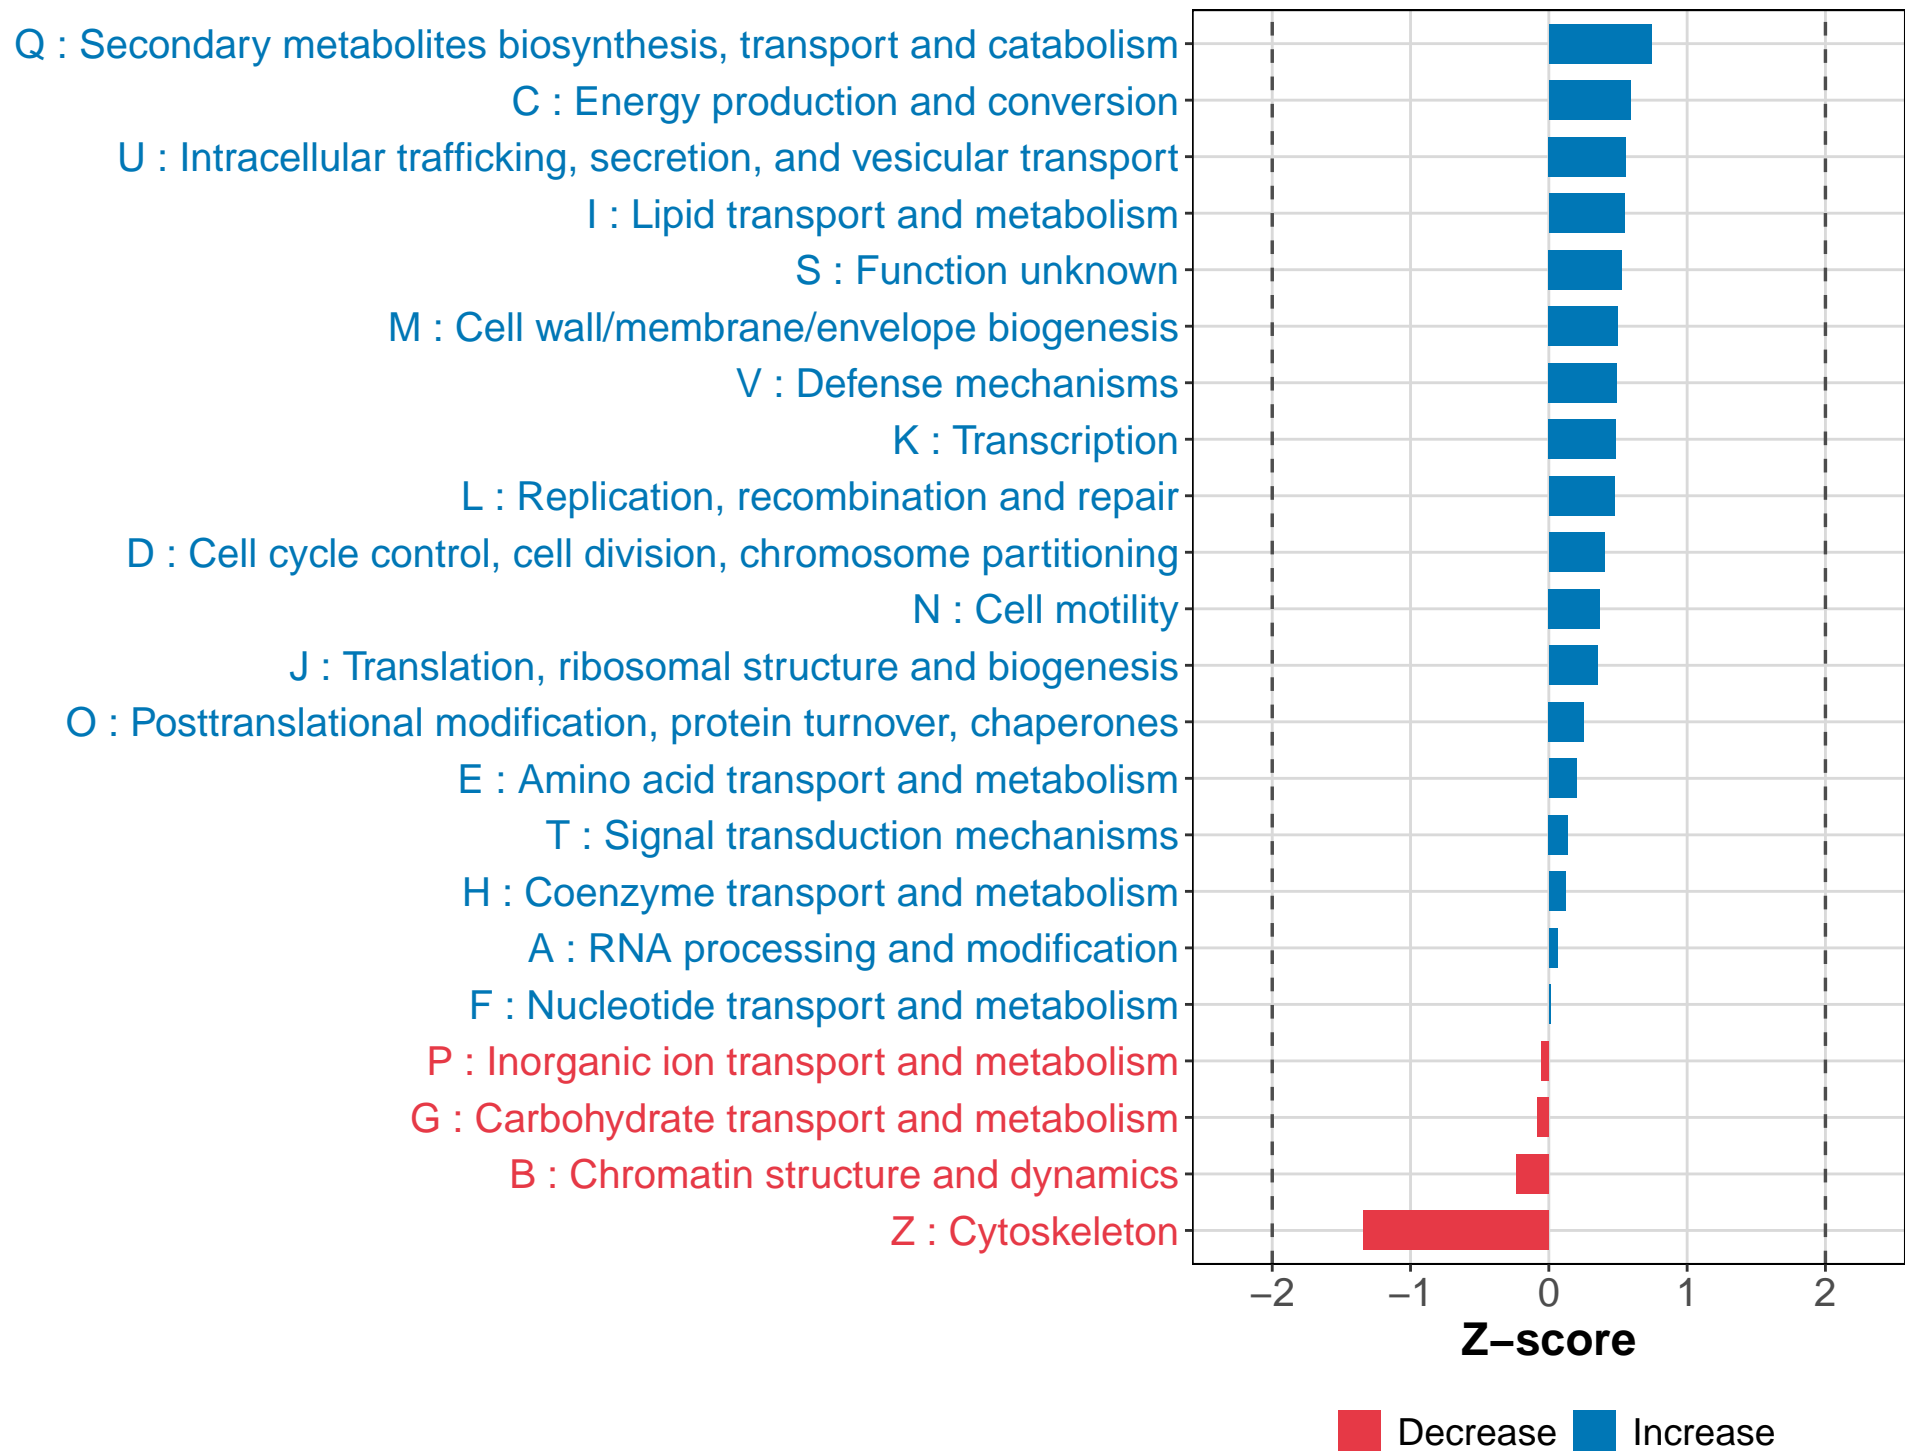 Q : Secondary metabolites biosynthesis, transport and catabolism
C : Energy production and conversion
U : Intracellular trafficking, secretion, and vesicular transport
I : Lipid transport and metabolism
S : Function unknown
M : Cell wall/membrane/envelope biogenesis
V : Defense mechanisms
K : Transcription
L : Replication, recombination and repair
D : Cell cycle control, cell division, chromosome partitioning
N : Cell motility
J : Translation, ribosomal structure and biogenesis
O : Posttranslational modification, protein turnover, chaperones
E : Amino acid transport and metabolism
T : Signal transduction mechanisms
H : Coenzyme transport and metabolism
A : RNA processing and modification
F : Nucleotide transport and metabolism
P : Inorganic ion transport and metabolism
G : Carbohydrate transport and metabolism
B : Chromatin structure and dynamics
Z : Cytoskeleton
−2 −1 0 1 2
Z−score
Decrease Increase